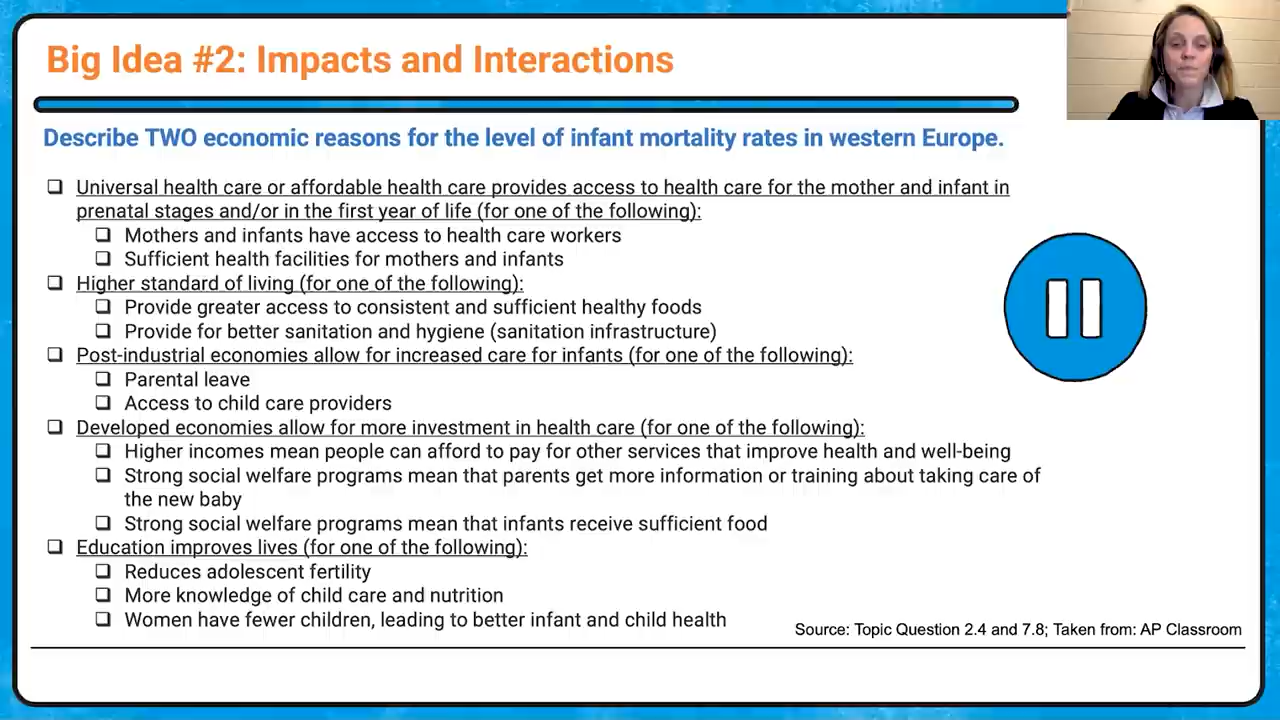 Big Idea #2: Impacts and Interactions
Describe TWO economic reasons for the level of infant mortality rates in western Europe.
Universal health care or affordable health care provides access to health care for the mother and infant in
prenatal stages and/or in the first year of life (for one of the following):
Mothers and infants have access to health care workers
Sufficient health facilities for mothers and infants
Higher standard of living (for one of the following):
Provide greater access to consistent and sufficient healthy foods
Provide for better sanitation and hygiene (sanitation infrastructure)
Post-industrial economies allow for increased care for infants (for one of the following):
Parental leave
Access to child care providers
Developed economies allow for more investment in health care (for one of the following):
Higher incomes mean people can afford to pay for other services that improve health and well-being
Strong social welfare programs mean that parents get more information or training about taking care of
the new baby
Strong social welfare programs mean that infants receive sufficient food
Education improves lives (for one of the following):
Reduces adolescent fertility
More knowledge of child care and nutrition
Women have fewer children, leading to better infant and child health
Source: Topic Question 2.4 and 7.8; Taken from: AP Classroom